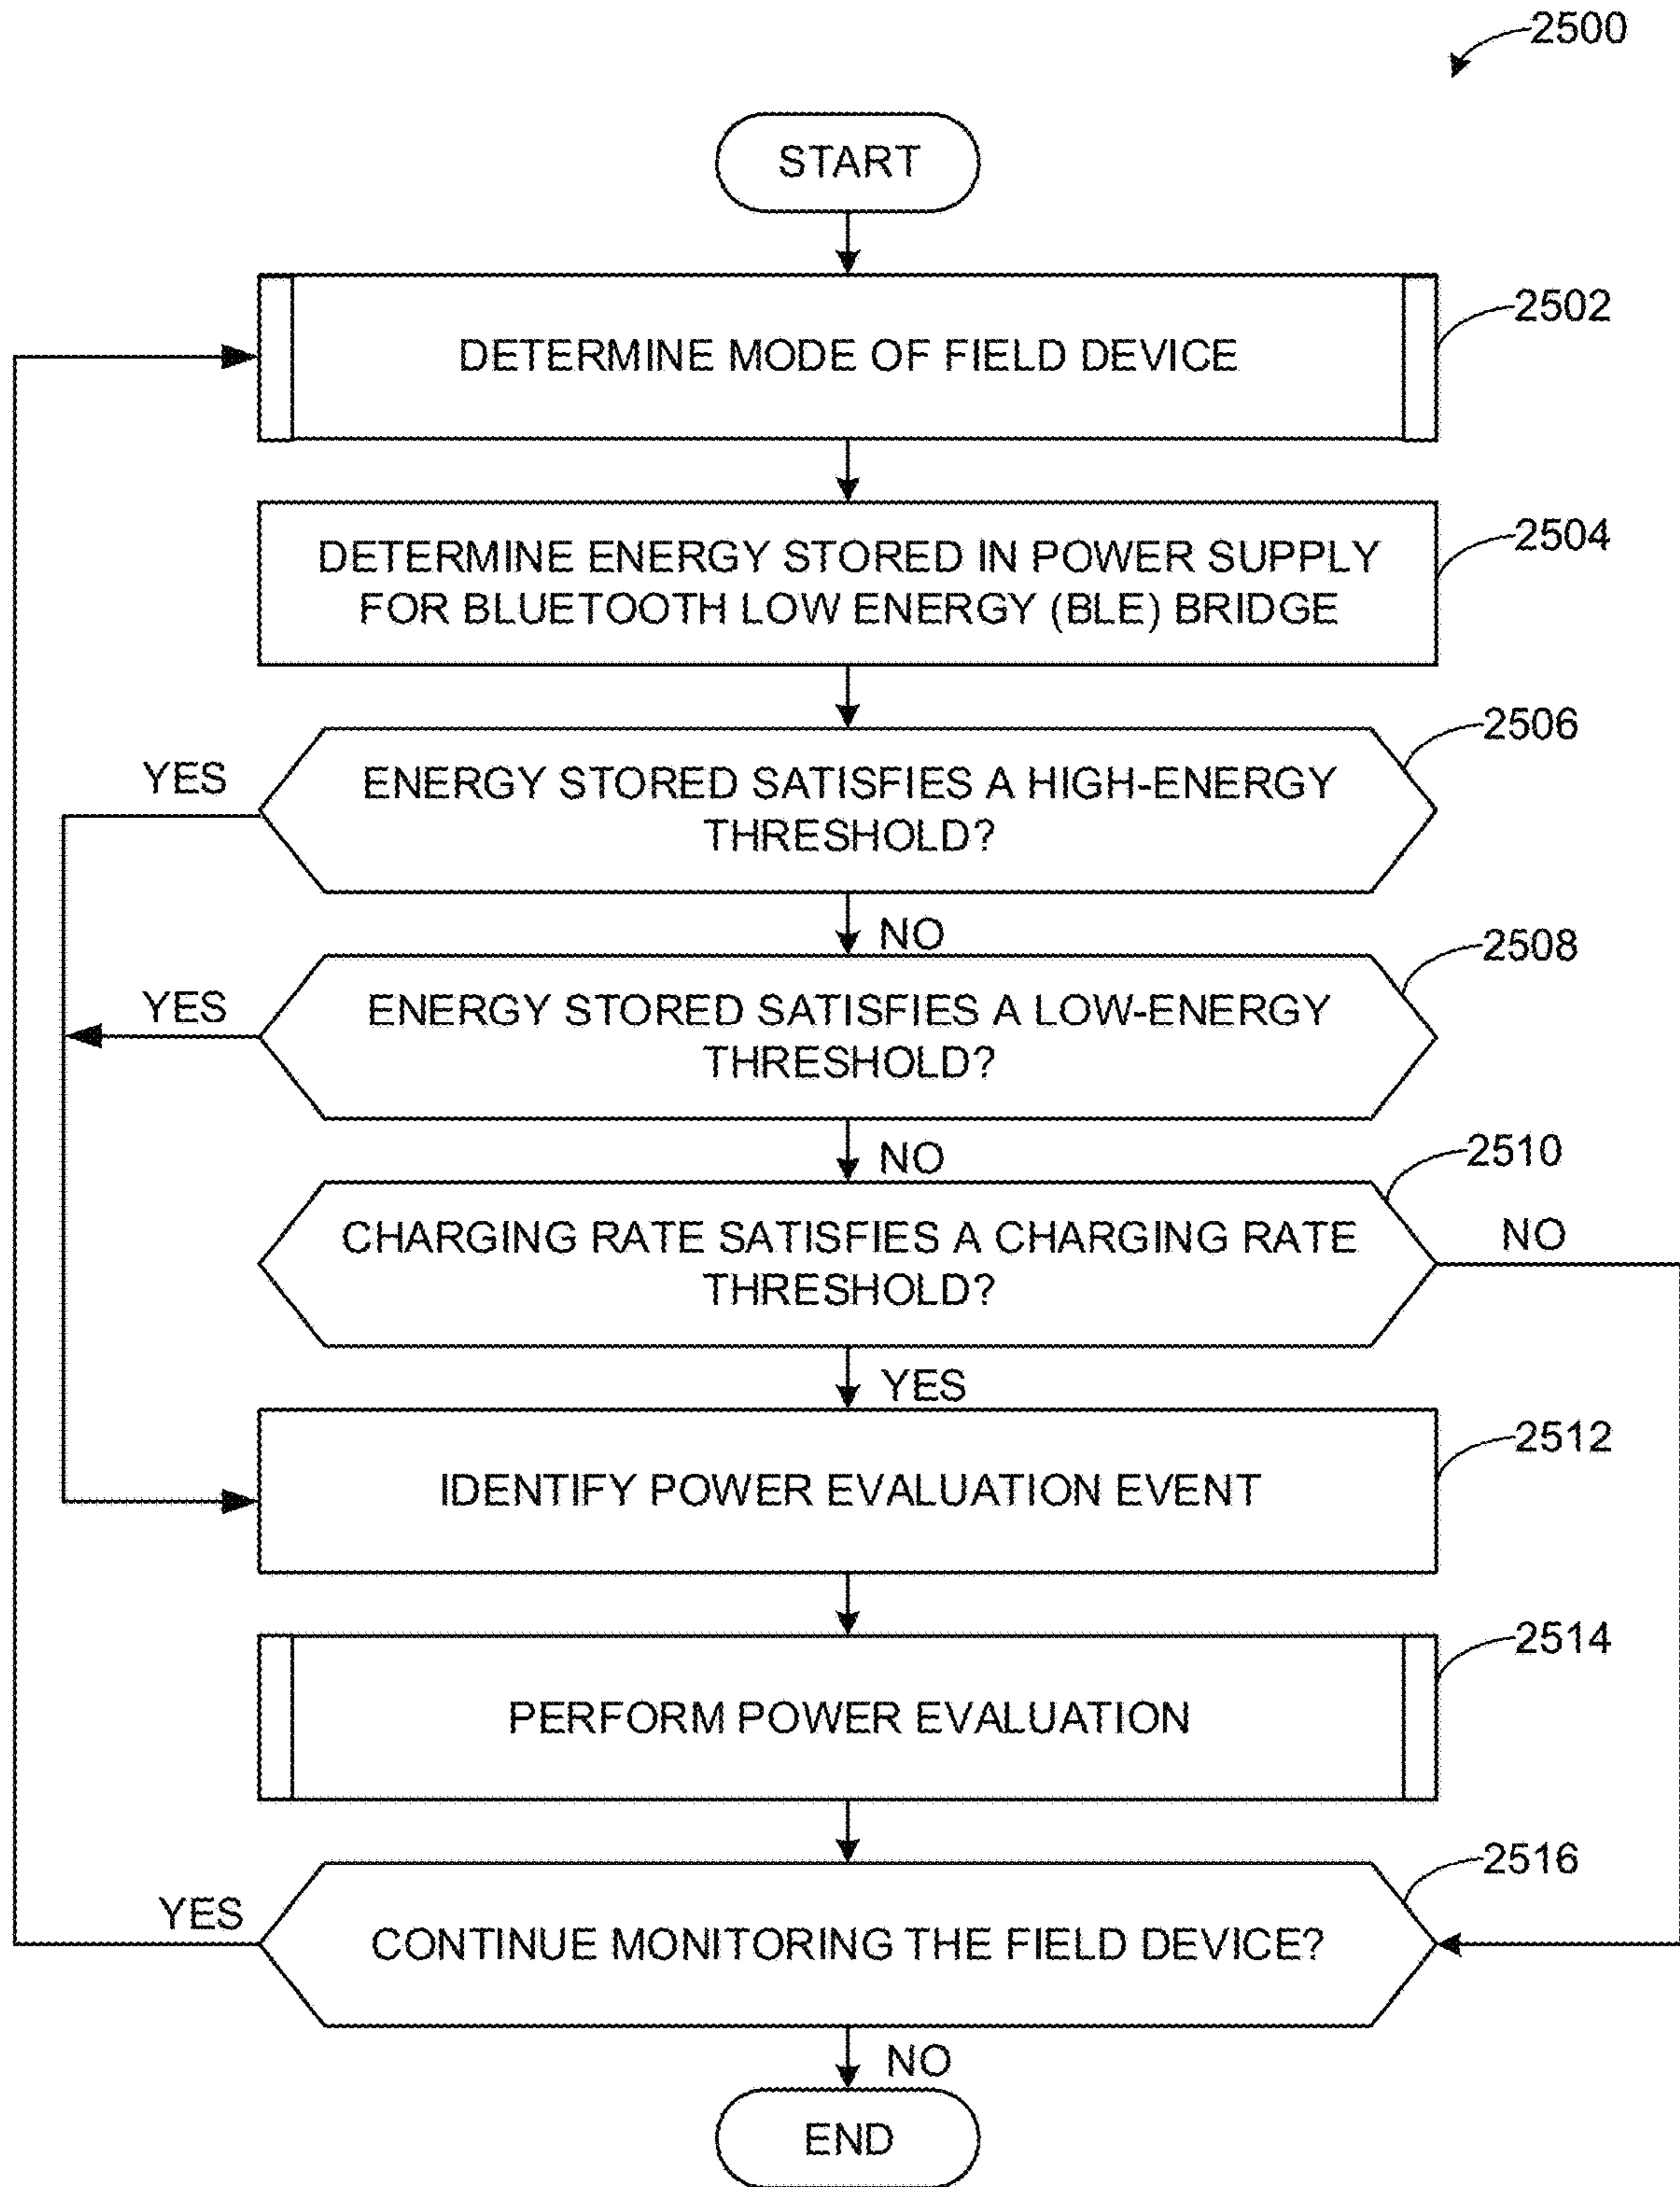 2500
START
2502
DETERMINE MODE OF FIELD DEVICE
2504
DETERMINE ENERGY STORED IN POWER SUPPLY
FOR BLUETOOTH LOW ENERGY (BLE) BRIDGE
2506
YES
ENERGY STORED SATISFIES A HIGH-ENERGY
THRESHOLD?
NO
2508
YES
ENERGY STORED SATISFIES A LOW-ENERGY
THRESHOLD?
NO
2510
CHARGING RATE SATISFIES A CHARGING RATE
THRESHOLD?
NO
YES
2512
IDENTIFY POWER EVALUATION EVENT
2514
PERFORM POWER EVALUATION
2516
YES
CONTINUE MONITORING THE FIELD DEVICE?
NO
END